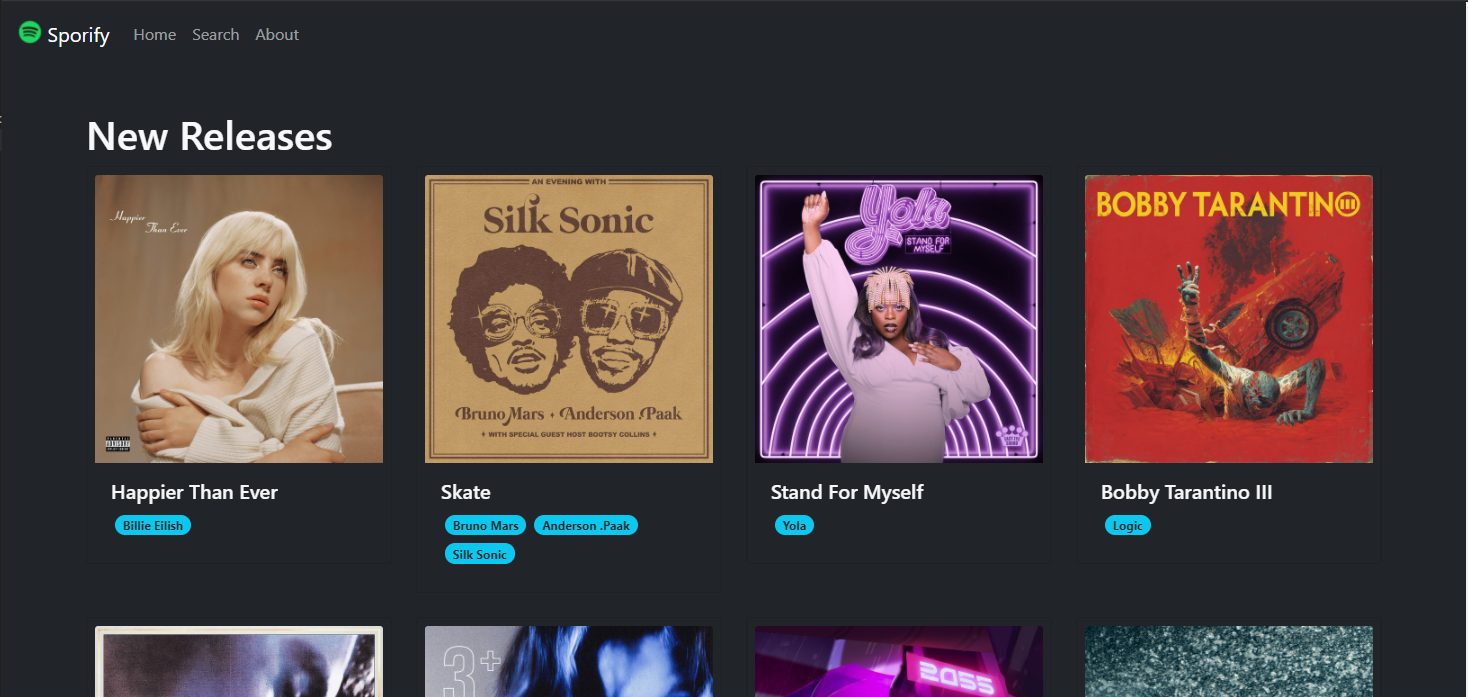 Sporify Home Search About
New Releases
Happier
Than Ever
AN EVENING WITH
Silk Sonic
Bruno Mars • Anderson .Paak
• WITH SPECIAL GUEST HOST BOOTSY COLLINS •
Yola
STAND FOR
MYSELF
BOBBY TARANTINO III
Happier Than Ever
Billie Eilish
Skate
Bruno Mars Anderson .Paak
Silk Sonic
Stand For Myself
Yola
Bobby Tarantino III
Logic
3+